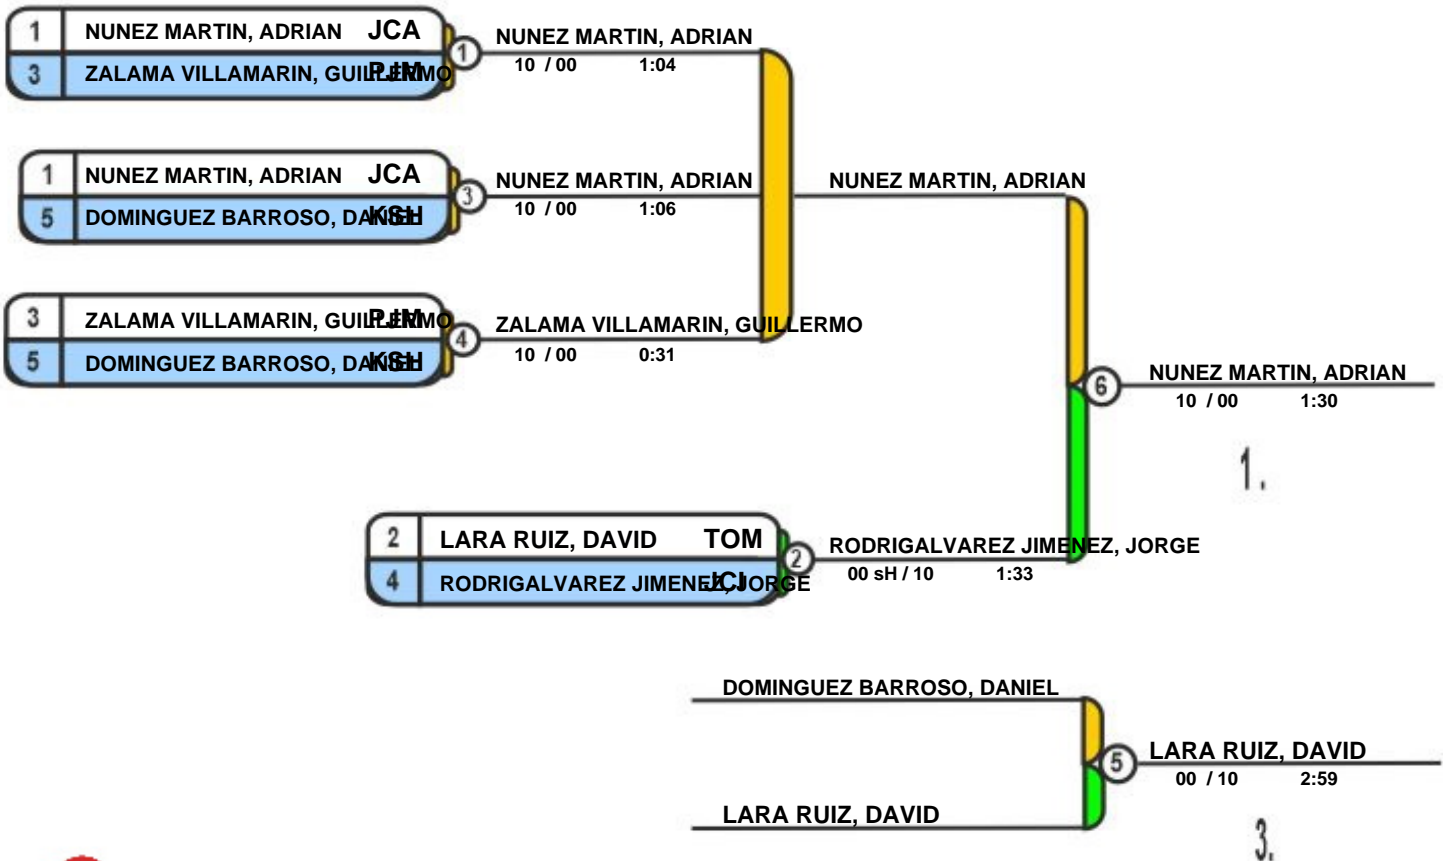 1 NUNEZ MARTIN, ADRIAN JCA
3 ZALAMA VILLAMARIN, GUILLERMO PJM
1
NUNEZ MARTIN, ADRIAN
10 / 00 1:04
1 NUNEZ MARTIN, ADRIAN JCA
5 DOMINGUEZ BARROSO, DANIEL KSH
3
NUNEZ MARTIN, ADRIAN
10 / 00 1:06
NUNEZ MARTIN, ADRIAN
3 ZALAMA VILLAMARIN, GUILLERMO PJM
5 DOMINGUEZ BARROSO, DANIEL KSH
4
ZALAMA VILLAMARIN, GUILLERMO
10 / 00 0:31
6
NUNEZ MARTIN, ADRIAN
10 / 00 1:30
1.
2 LARA RUIZ, DAVID TOM
4 RODRIGALVAREZ JIMENEZ, JORGE JCJ
2
RODRIGALVAREZ JIMENEZ, JORGE
00 sH / 10 1:33
DOMINGUEZ BARROSO, DANIEL
5
LARA RUIZ, DAVID
00 / 10 2:59
LARA RUIZ, DAVID
3.